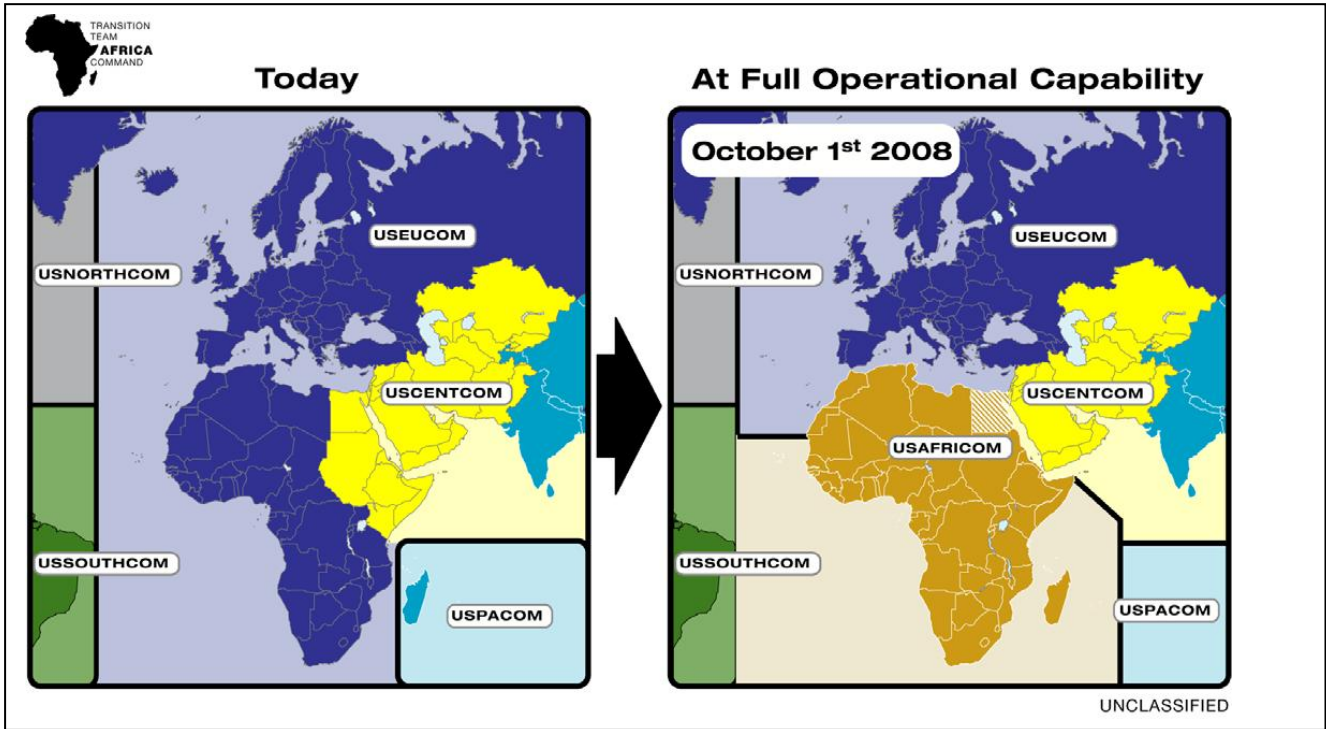 TRANSITION
TEAM
AFRICA
COMMAND
Today
USEUCOM
USNORTHCOM
USCENTCOM
USSOUTHCOM
USPACOM
At Full Operational Capability
October 1st 2008
USEUCOM
USNORTHCOM
USCENTCOM
USAFRICOM
USSOUTHCOM
USPACOM
UNCLASSIFIED